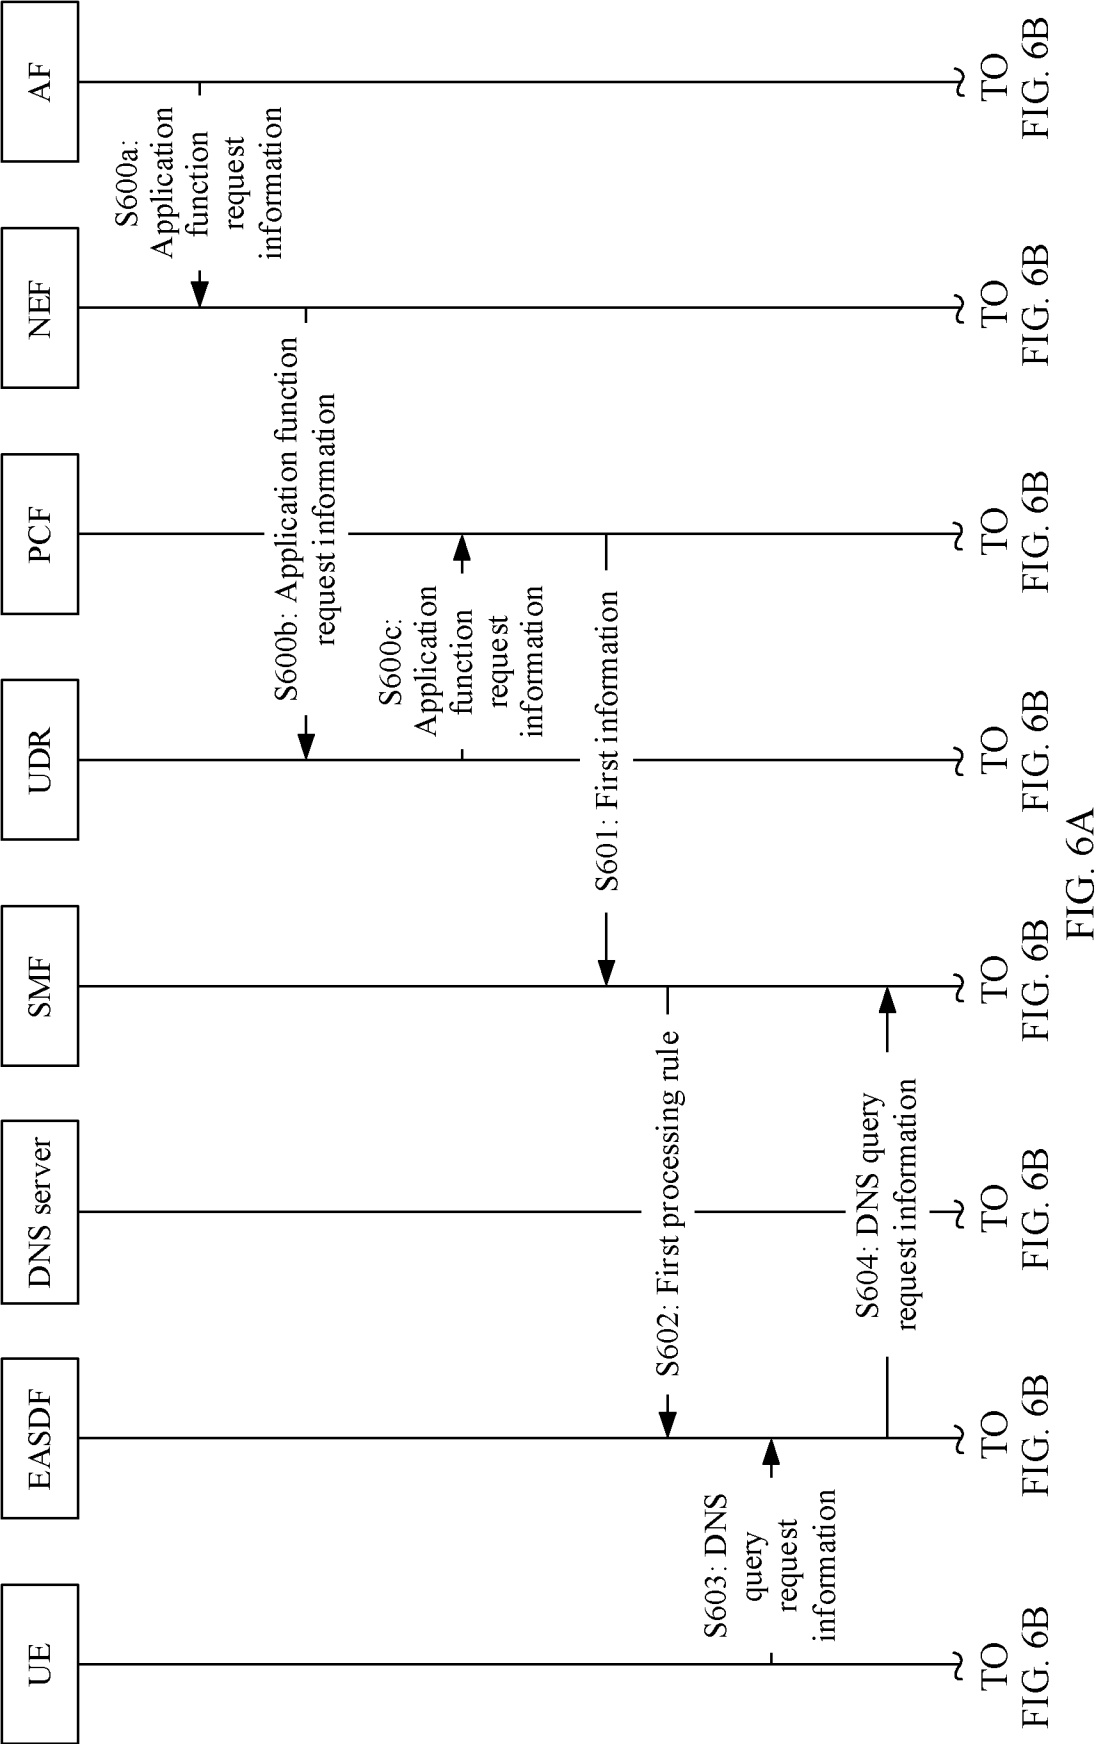 UE
EASDF
DNS server
SMF
UDR
PCF
NEF
AF
S600a:
Application
function
request
information
S600b: Application function
request information
S600c:
Application
function
request
information
S601: First information
S602: First processing rule
S603: DNS
query
request
information
S604: DNS query
request information
TO
FIG. 6B
TO
FIG. 6B
TO
FIG. 6B
TO
FIG. 6B
TO
FIG. 6B
TO
FIG. 6B
TO
FIG. 6B
TO
FIG. 6B
FIG. 6A